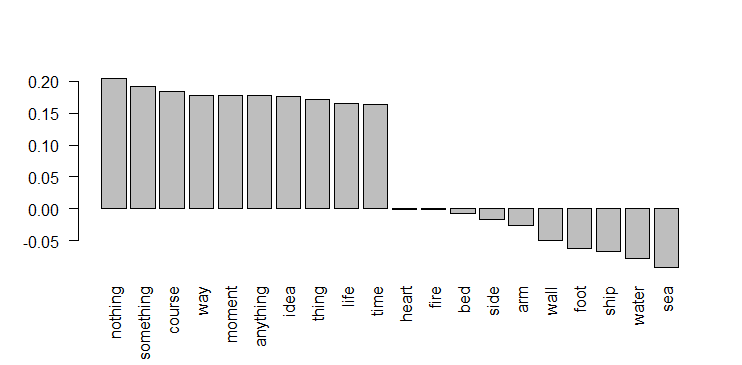 0.20
0.15
0.10
0.05
0.00
-0.05
nothing
something
course
way
moment
anything
idea
thing
life
time
heart
fire
bed
side
arm
wall
foot
ship
water
sea